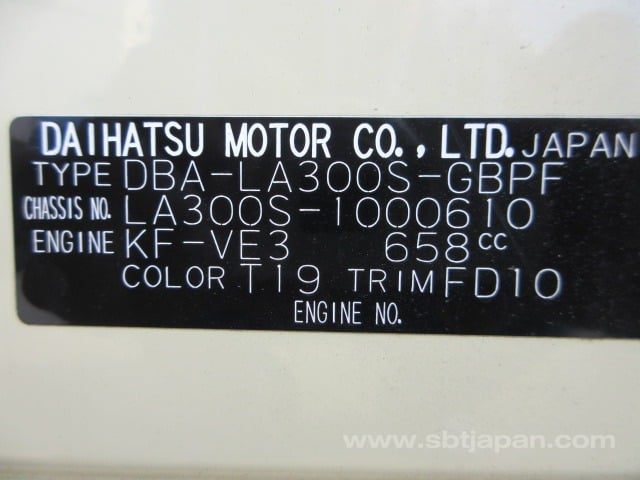 DAIHATSU MOTOR CO., LTD. JAPAN
TYPE DBA-LA300S-GBPF
CHASSIS NO. LA300S-1000610
ENGINE KF-VE3 658cc
COLOR T19 TRIM FD10
ENGINE NO.
www.sbtjapan.com